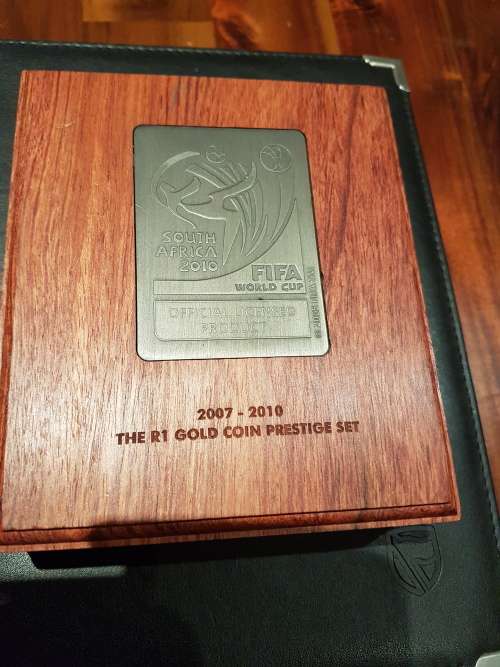 SOUTH
AFRICA
2010
FIFA
WORLD CUP
OFFICIAL LICENSED
PRODUCT
2007 - 2010
THE R1 GOLD COIN PRESTIGE SET